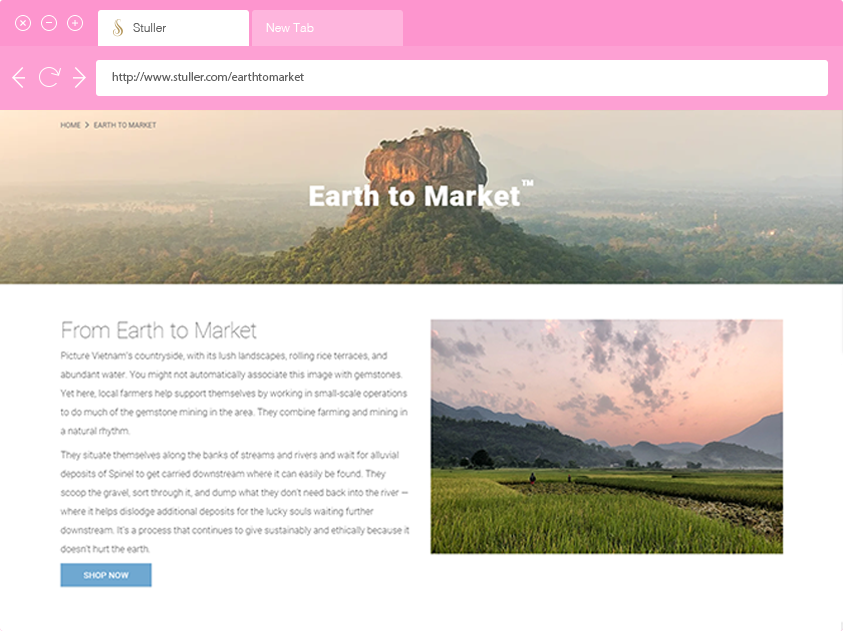 Stuller
New Tab
http://www.stuller.com/earthtomarket
HOME > EARTH TO MARKET
Earth to Market™
From Earth to Market
Picture Vietnam's countryside, with its lush landscapes, rolling rice terraces, and
abundant water. You might not automatically associate this image with gemstones.
Yet here, local farmers help support themselves by working in small-scale operations
to do much of the gemstone mining in the area. They combine farming and mining in
a natural rhythm.
They situate themselves along the banks of streams and rivers and wait for alluvial
deposits of Spinel to get carried downstream where it can easily be found. They
scoop the gravel, sort through it, and dump what they don't need back into the river —
where it helps dislodge additional deposits for the lucky souls waiting further
downstream. It's a process that continues to give sustainably and ethically because it
doesn't hurt the earth.
SHOP NOW